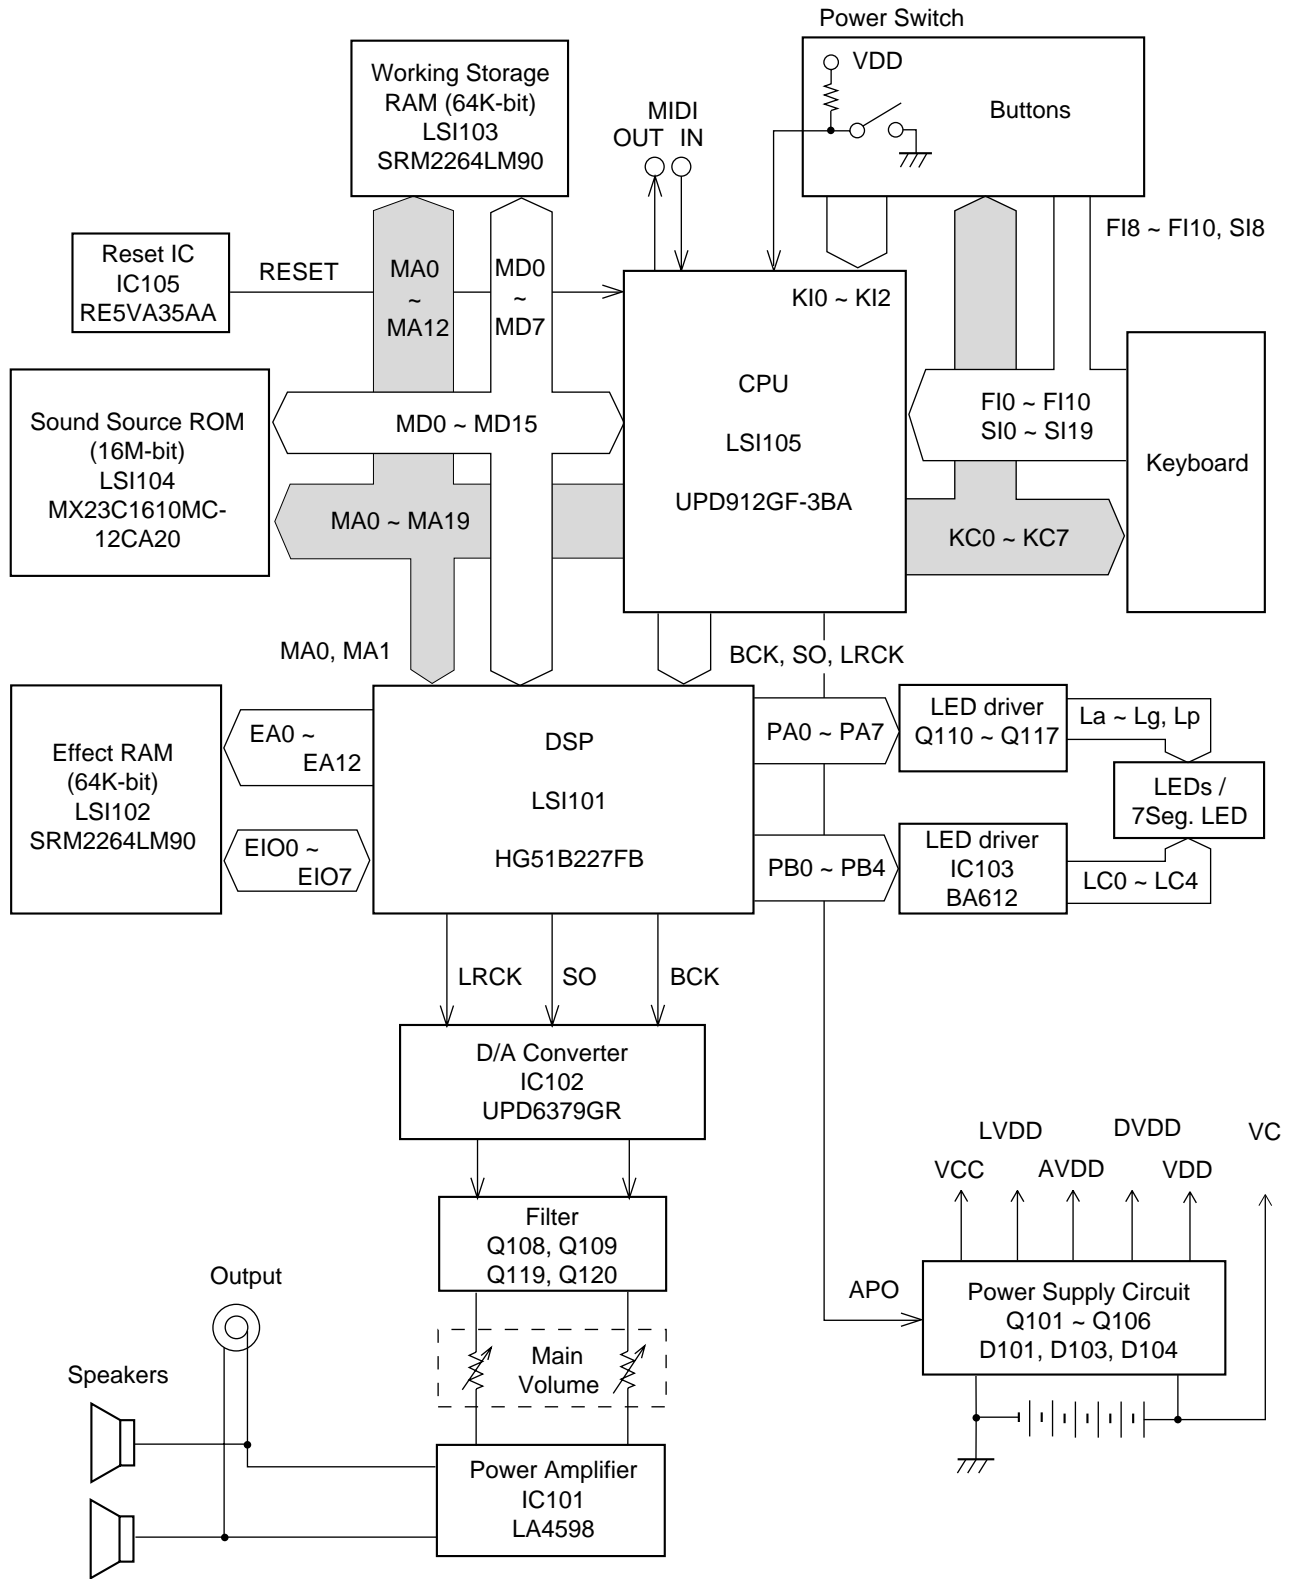 Power Switch
Working Storage
RAM (64K-bit)
LSI103
SRM2264LM90
MIDI
OUT IN
VDD
Buttons
FI8 ~ FI10, SI8
Reset IC
IC105
RE5VA35AA
RESET
MA0
~
MA12
MD0
~
MD7
KI0 ~ KI2
CPU
LSI105
UPD912GF-3BA
Sound Source ROM
(16M-bit)
LSI104
MX23C1610MC-
12CA20
MD0 ~ MD15
MA0 ~ MA19
FI0 ~ FI10
SI0 ~ SI19
KC0 ~ KC7
Keyboard
MA0, MA1
BCK, SO, LRCK
Effect RAM
(64K-bit)
LSI102
SRM2264LM90
EA0 ~
EA12
EIO0 ~
EIO7
DSP
LSI101
HG51B227FB
PA0 ~ PA7
LED driver
Q110 ~ Q117
La ~ Lg, Lp
LEDs /
7Seg. LED
PB0 ~ PB4
LED driver
IC103
BA612
LC0 ~ LC4
LRCK
SO
BCK
D/A Converter
IC102
UPD6379GR
LVDD
DVDD
VC
VCC
AVDD
VDD
Filter
Q108, Q109
Q119, Q120
APO
Power Supply Circuit
Q101 ~ Q106
D101, D103, D104
Output
Main
Volume
Speakers
Power Amplifier
IC101
LA4598